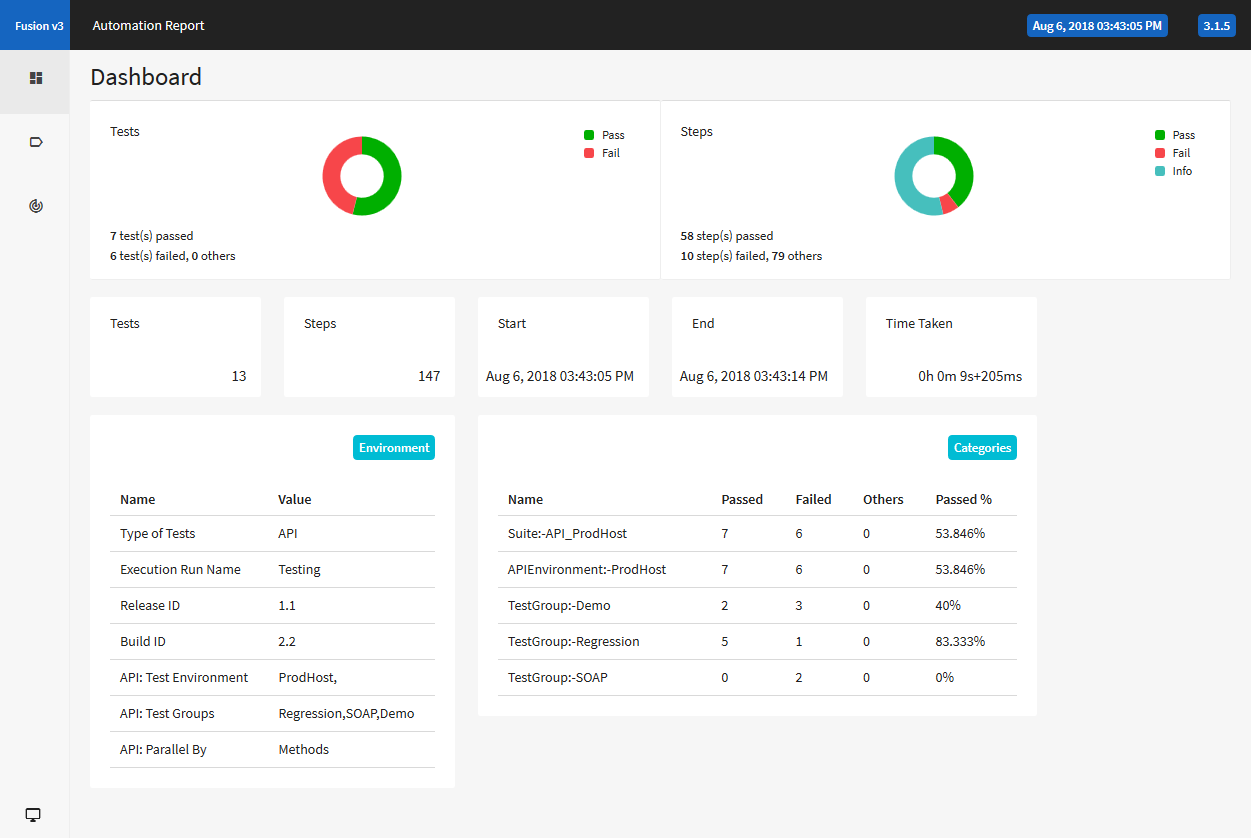 Fusion v3 Automation Report Aug 6, 2018 03:43:05 PM 3.1.5
Dashboard
Tests
Pass
Fail
7 test(s) passed
6 test(s) failed, 0 others
Steps
Pass
Fail
Info
58 step(s) passed
10 step(s) failed, 79 others
Tests
13
Steps
147
Start
Aug 6, 2018 03:43:05 PM
End
Aug 6, 2018 03:43:14 PM
Time Taken
0h 0m 9s+205ms
Environment
Name Value
Type of Tests API
Execution Run Name Testing
Release ID 1.1
Build ID 2.2
API: Test Environment ProdHost,
API: Test Groups Regression,SOAP,Demo
API: Parallel By Methods
Categories
Name Passed Failed Others Passed %
Suite:-API_ProdHost 7 6 0 53.846%
APIEnvironment:-ProdHost 7 6 0 53.846%
TestGroup:-Demo 2 3 0 40%
TestGroup:-Regression 5 1 0 83.333%
TestGroup:-SOAP 0 2 0 0%